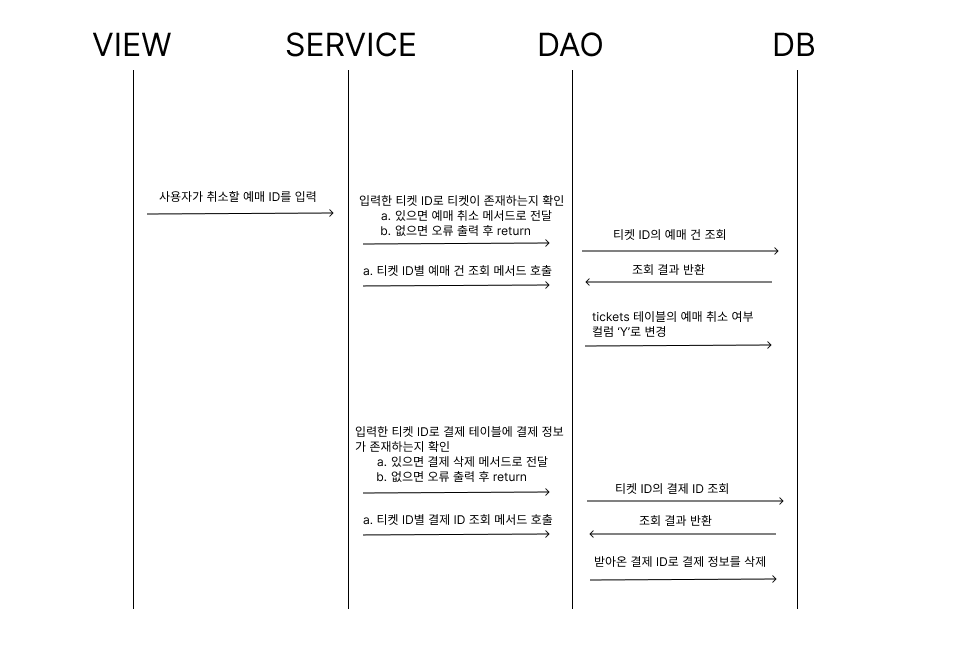 VIEW
SERVICE
DAO
DB
사용자가 취소할 예매 ID를 입력
입력한 티켓 ID로 티켓이 존재하는지 확인
a. 있으면 예매 취소 메서드로 전달
b. 없으면 오류 출력 후 return
티켓 ID의 예매 건 조회
a. 티켓 ID별 예매 건 조회 메서드 호출
조회 결과 반환
tickets 테이블의 예매 취소 여부
컬럼 ‘Y’로 변경
입력한 티켓 ID로 결제 테이블에 결제 정보
가 존재하는지 확인
a. 있으면 결제 삭제 메서드로 전달
b. 없으면 오류 출력 후 return
티켓 ID의 결제 ID 조회
a. 티켓 ID별 결제 ID 조회 메서드 호출
조회 결과 반환
받아온 결제 ID로 결제 정보를 삭제